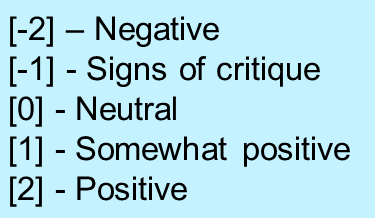 [-2] – Negative
[-1] - Signs of critique
[0] - Neutral
[1] - Somewhat positive
[2] - Positive